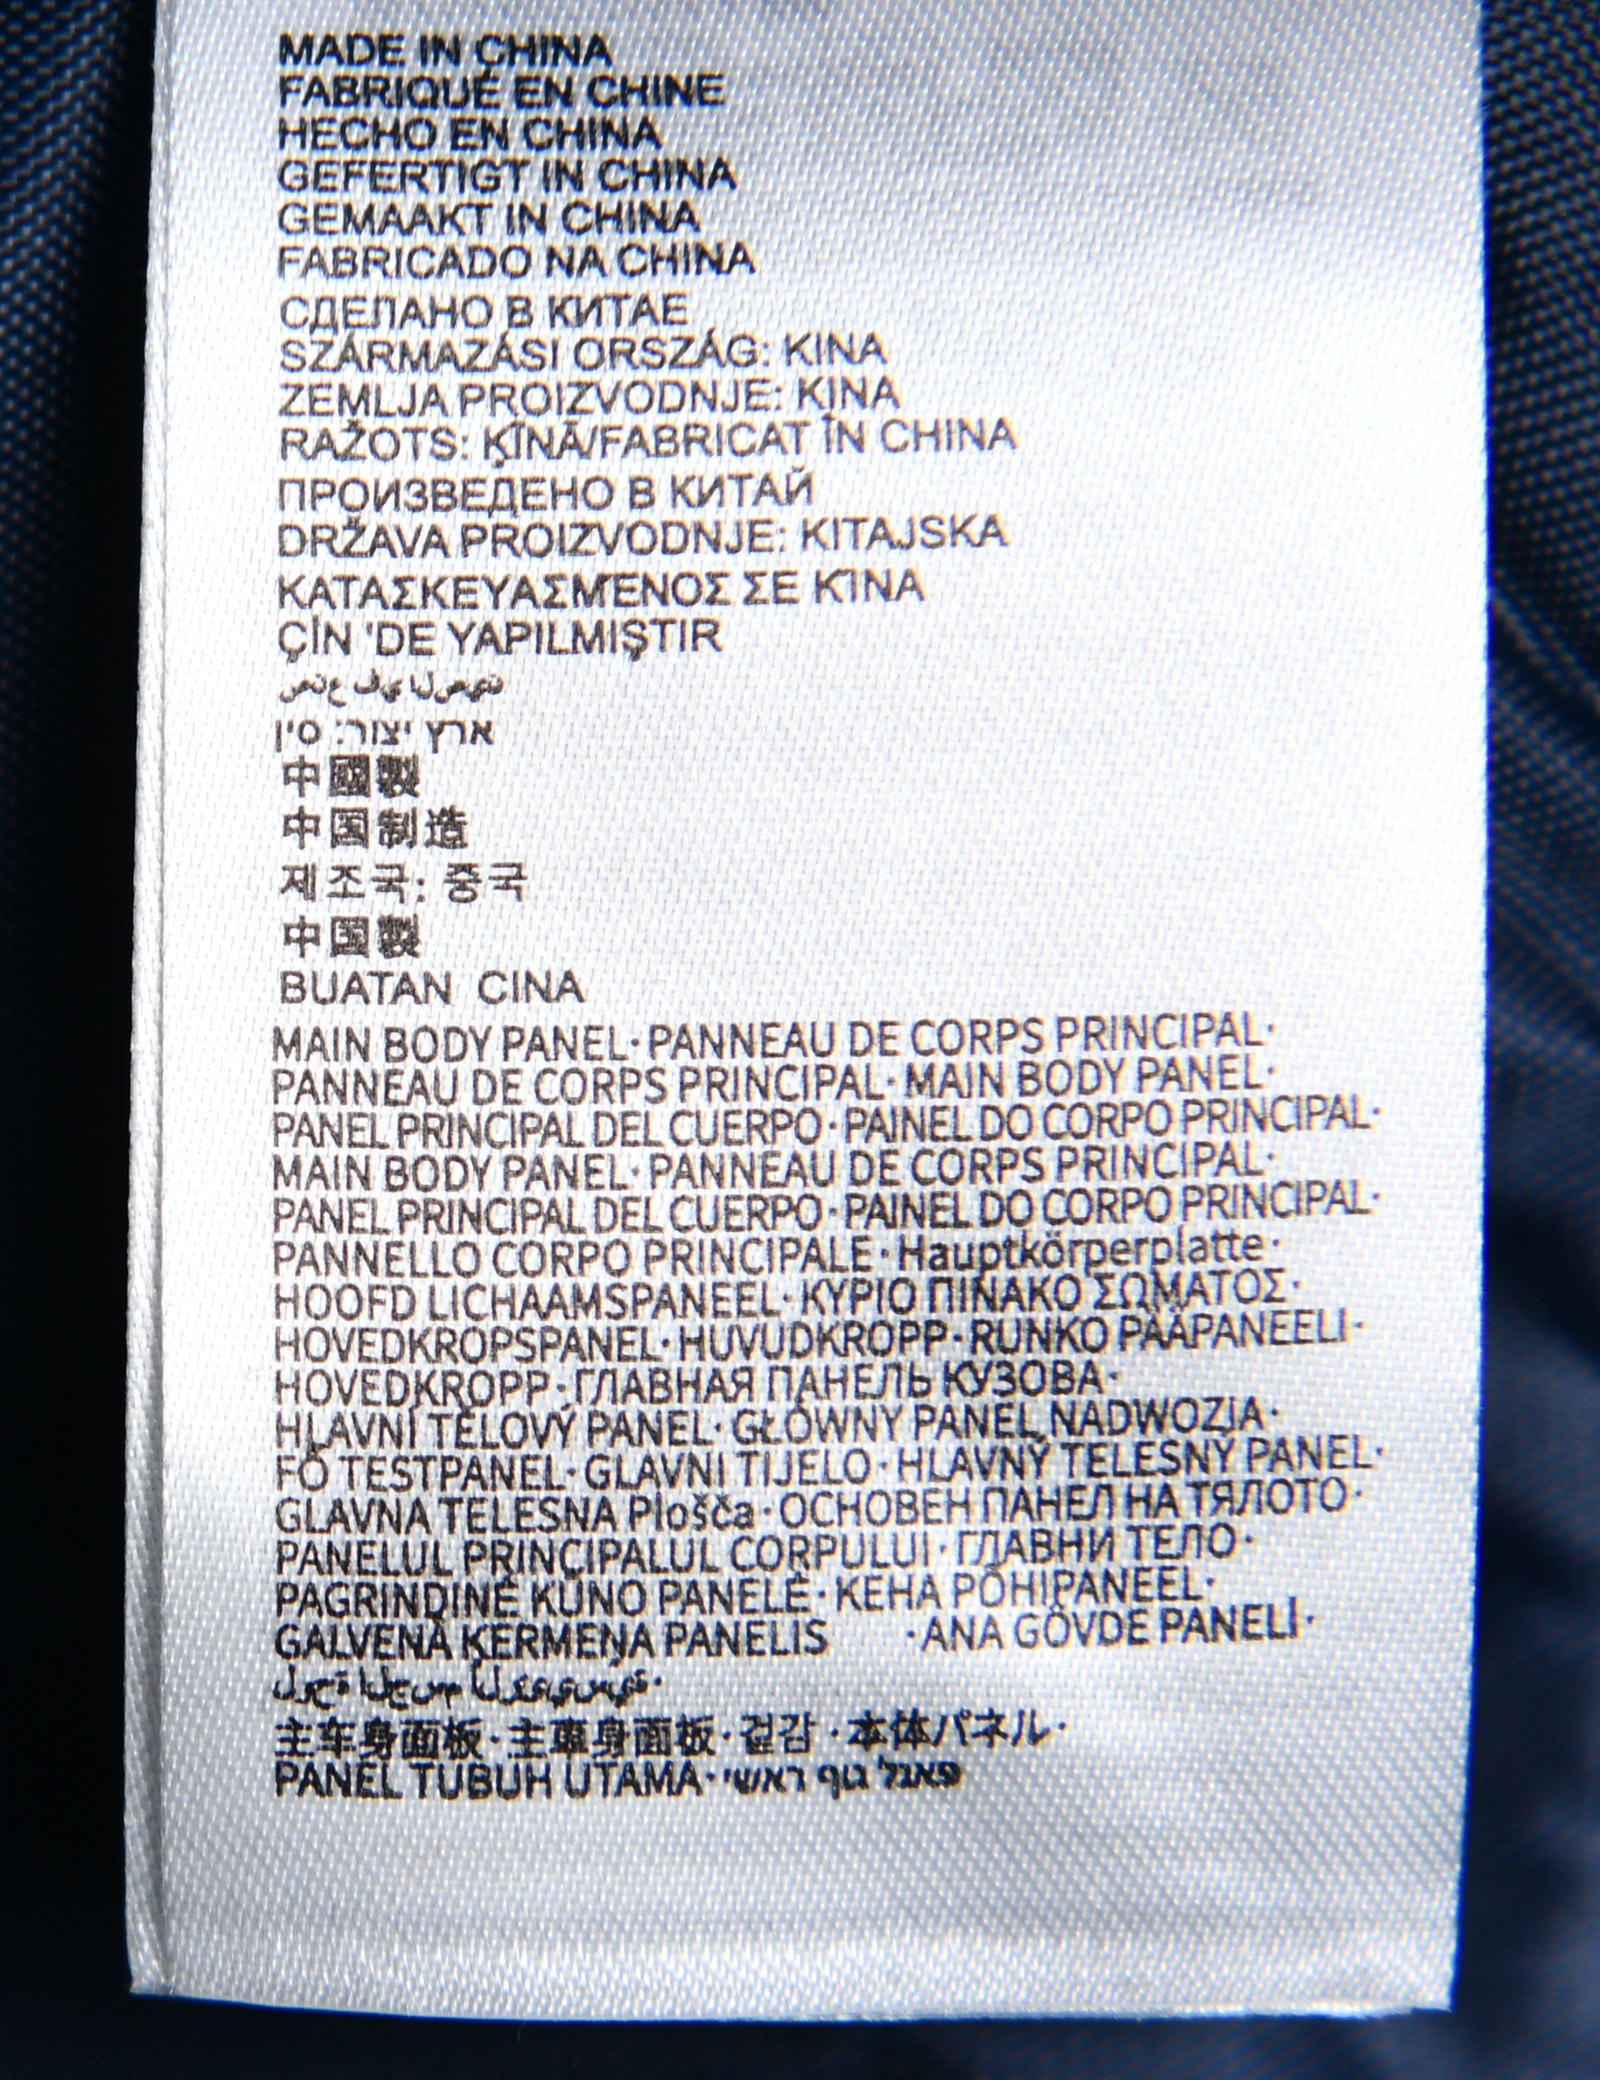 MADE IN CHINA
FABRIQUÉ EN CHINE
HECHO EN CHINA
GEFERTIGT IN CHINA
GEMAAKT IN CHINA
FABRICADO NA CHINA
СДЕЛАНО В КИТАЕ
SZÁRMAZÁSI ORSZÁG: KINA
ZEMLJA PROIZVODNJE: KINA
RAŽOTS: ĶĪNĀ/FABRICAT ÎN CHINA
ПРОИЗВЕДЕНО В КИТАЙ
DRŽAVA PROIZVODNJE: KITAJSKA
ΚΑΤΑΣΚΕΥΑΣΜΈΝΟΣ ΣΕ ΚΊΝΑ
ÇİN 'DE YAPILMIŞTIR
صنع في الصين
ארץ יצור: סין
中國製
中国制造
제조국: 중국
中国製
BUATAN CINA
MAIN BODY PANEL·PANNEAU DE CORPS PRINCIPAL·
PANNEAU DE CORPS PRINCIPAL·MAIN BODY PANEL·
PANEL PRINCIPAL DEL CUERPO·PAINEL DO CORPO PRINCIPAL·
MAIN BODY PANEL·PANNEAU DE CORPS PRINCIPAL·
PANEL PRINCIPAL DEL CUERPO·PAINEL DO CORPO PRINCIPAL·
PANNELLO CORPO PRINCIPALE·Hauptkörperplatte·
HOOFD LICHAAMSPANEEL·ΚΥΡΙΟ ΠΙΝΑΚΟ ΣΩΜΑΤΟΣ·
HOVEDKROPSPANEL·HUVUDKROPP·RUNKO PÄÄPANEELI·
HOVEDKROPP·ГЛАВНАЯ ПАНЕЛЬ КУЗОВА·
HLAVNÍ TĚLOVÝ PANEL·GŁÓWNY PANEL NADWOZIA·
FŐ TESTPANEL·GLAVNI TIJELO·HLAVNÝ TELESNÝ PANEL·
GLAVNA TELESNA Plošča·ОСНОВЕН ПАНЕЛ НА ТЯЛОТО·
PANELUL PRINCIPALUL CORPULUI·ГЛАВНИ ТЕЛО·
PAGRINDINĖ KŪNO PANELĖ·KEHA PÕHIPANEEL·
GALVENĀ ĶERMEŅA PANELIS ·ANA GÖVDE PANELİ·
لوحة الجسم الرئيسية·
主车身面板·主車身面板·겉감·本体パネル·
PANEL TUBUH UTAMA·פאנל גוף ראשי